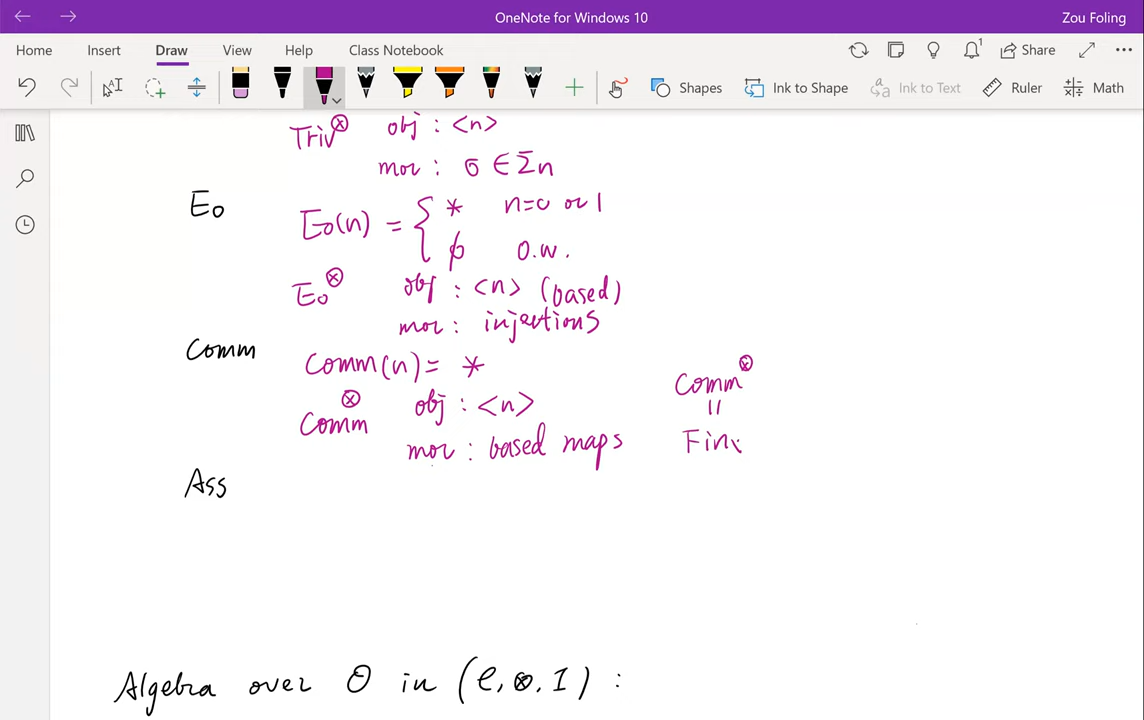 OneNote for Windows 10
Zou Foling
Home Insert Draw View Help Class Notebook
Share
Shapes
Ink to Shape
Ink to Text
Ruler
Math
Triv⊗ obj : <n>
mor : σ ∈ Σn
E₀ E₀(n) = { * n=0 or 1
∅ o.w.
E₀⊗ obj : <n> (based)
mor : injections
Comm Comm(n) = *
Comm⊗ obj : <n>
mor : based maps
Comm⊗
=
Fin*
Ass
Algebra over O in (C, ⊗, I) :